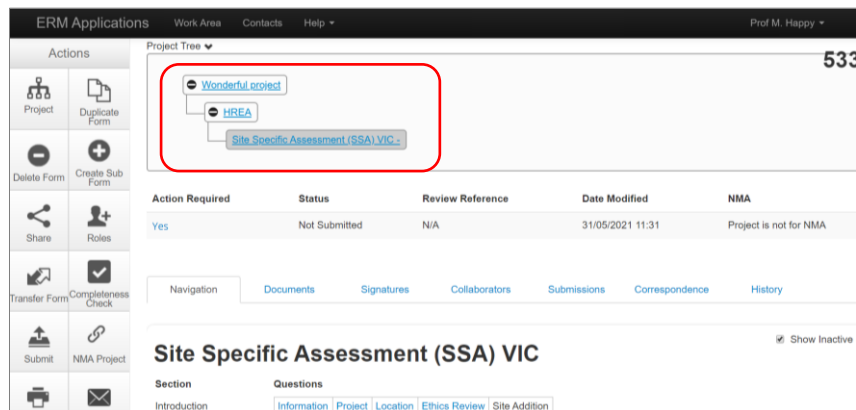 ERM Applications Work Area Contacts Help Prof M. Happy
Actions
Project Tree
533
Wonderful project
HREA
Site Specific Assessment (SSA) VIC -
Project
Duplicate
Form
Delete Form
Create Sub
Form
Share
Roles
Transfer Form
Completeness
Check
Submit
NMA Project
Action Required Status Review Reference Date Modified NMA
Yes Not Submitted N/A 31/05/2021 11:31 Project is not for NMA
Navigation Documents Signatures Collaborators Submissions Correspondence History
Show Inactive
Site Specific Assessment (SSA) VIC
Section Questions
Introduction Information Project Location Ethics Review Site Addition